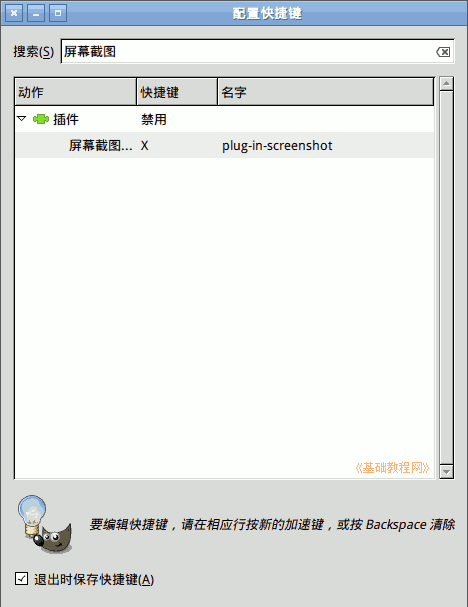 配置快捷键
搜索(S) 屏幕截图
动作 快捷键 名字
插件 禁用
屏幕截图... X plug-in-screenshot
《基础教程网》
要编辑快捷键，请在相应行按新的加速键，或按 Backspace 清除
退出时保存快捷键(A)